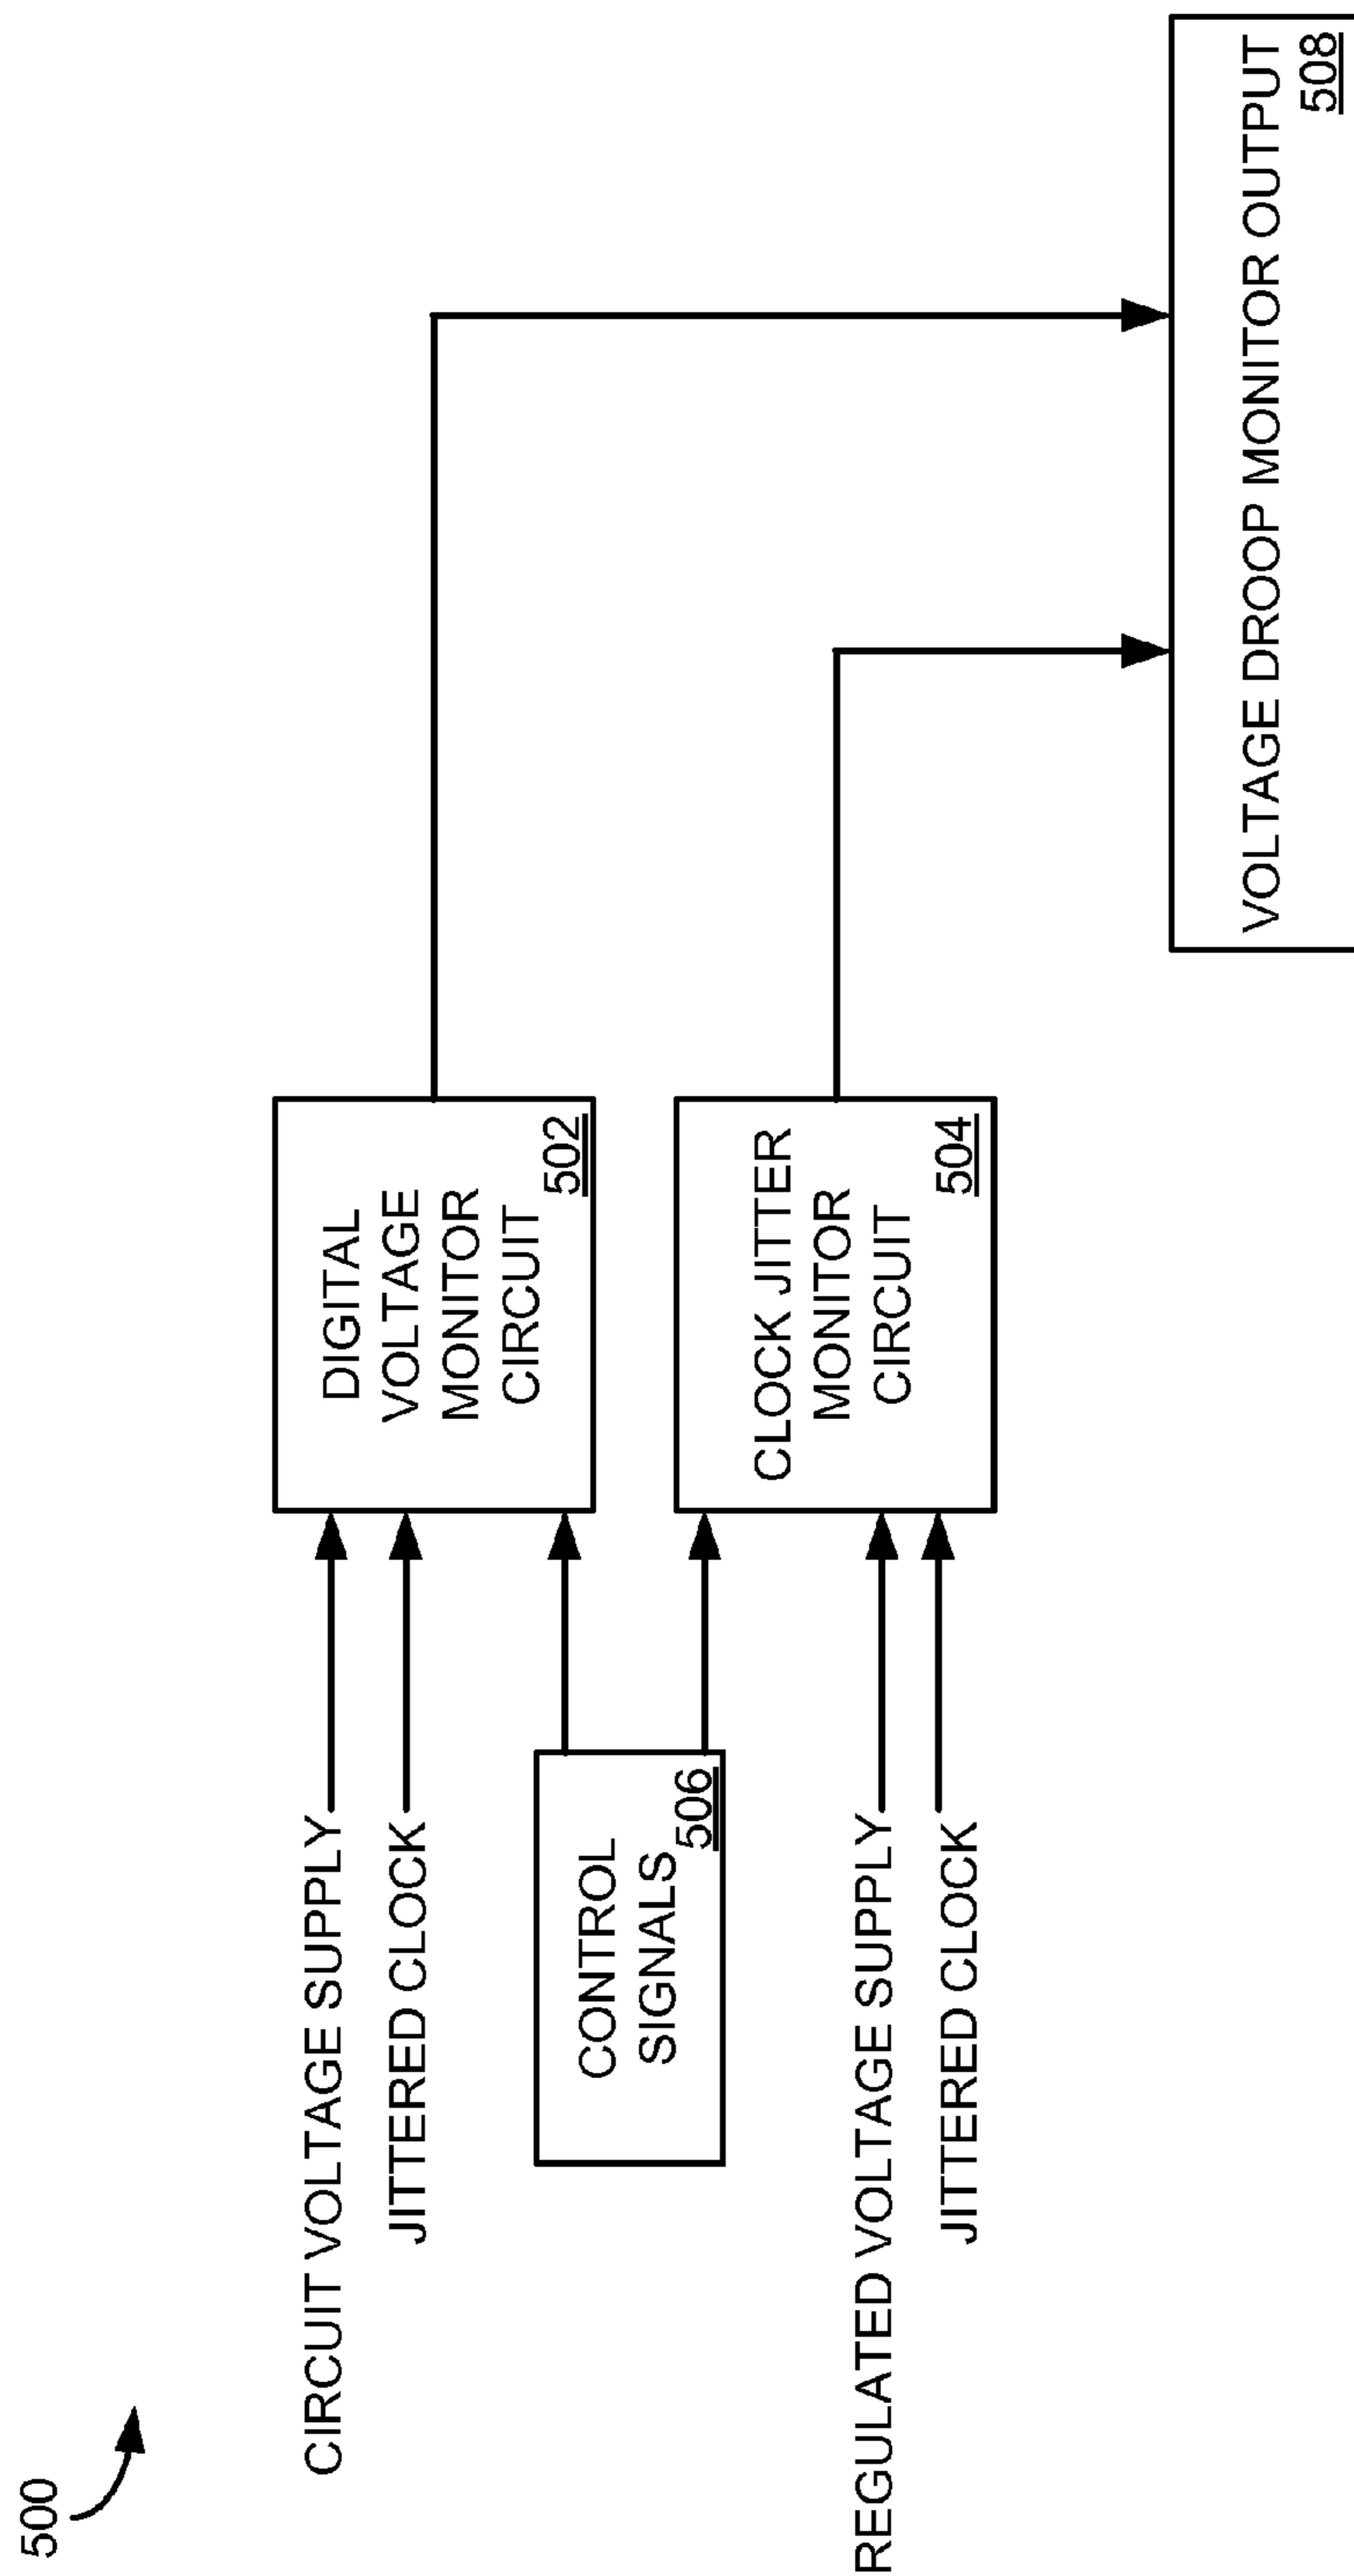 500
CIRCUIT VOLTAGE SUPPLY
JITTERED CLOCK
DIGITAL
VOLTAGE
MONITOR
CIRCUIT
502
CONTROL
SIGNALS
506
CLOCK JITTER
MONITOR
CIRCUIT
504
REGULATED VOLTAGE SUPPLY
JITTERED CLOCK
VOLTAGE DROOP MONITOR OUTPUT
508